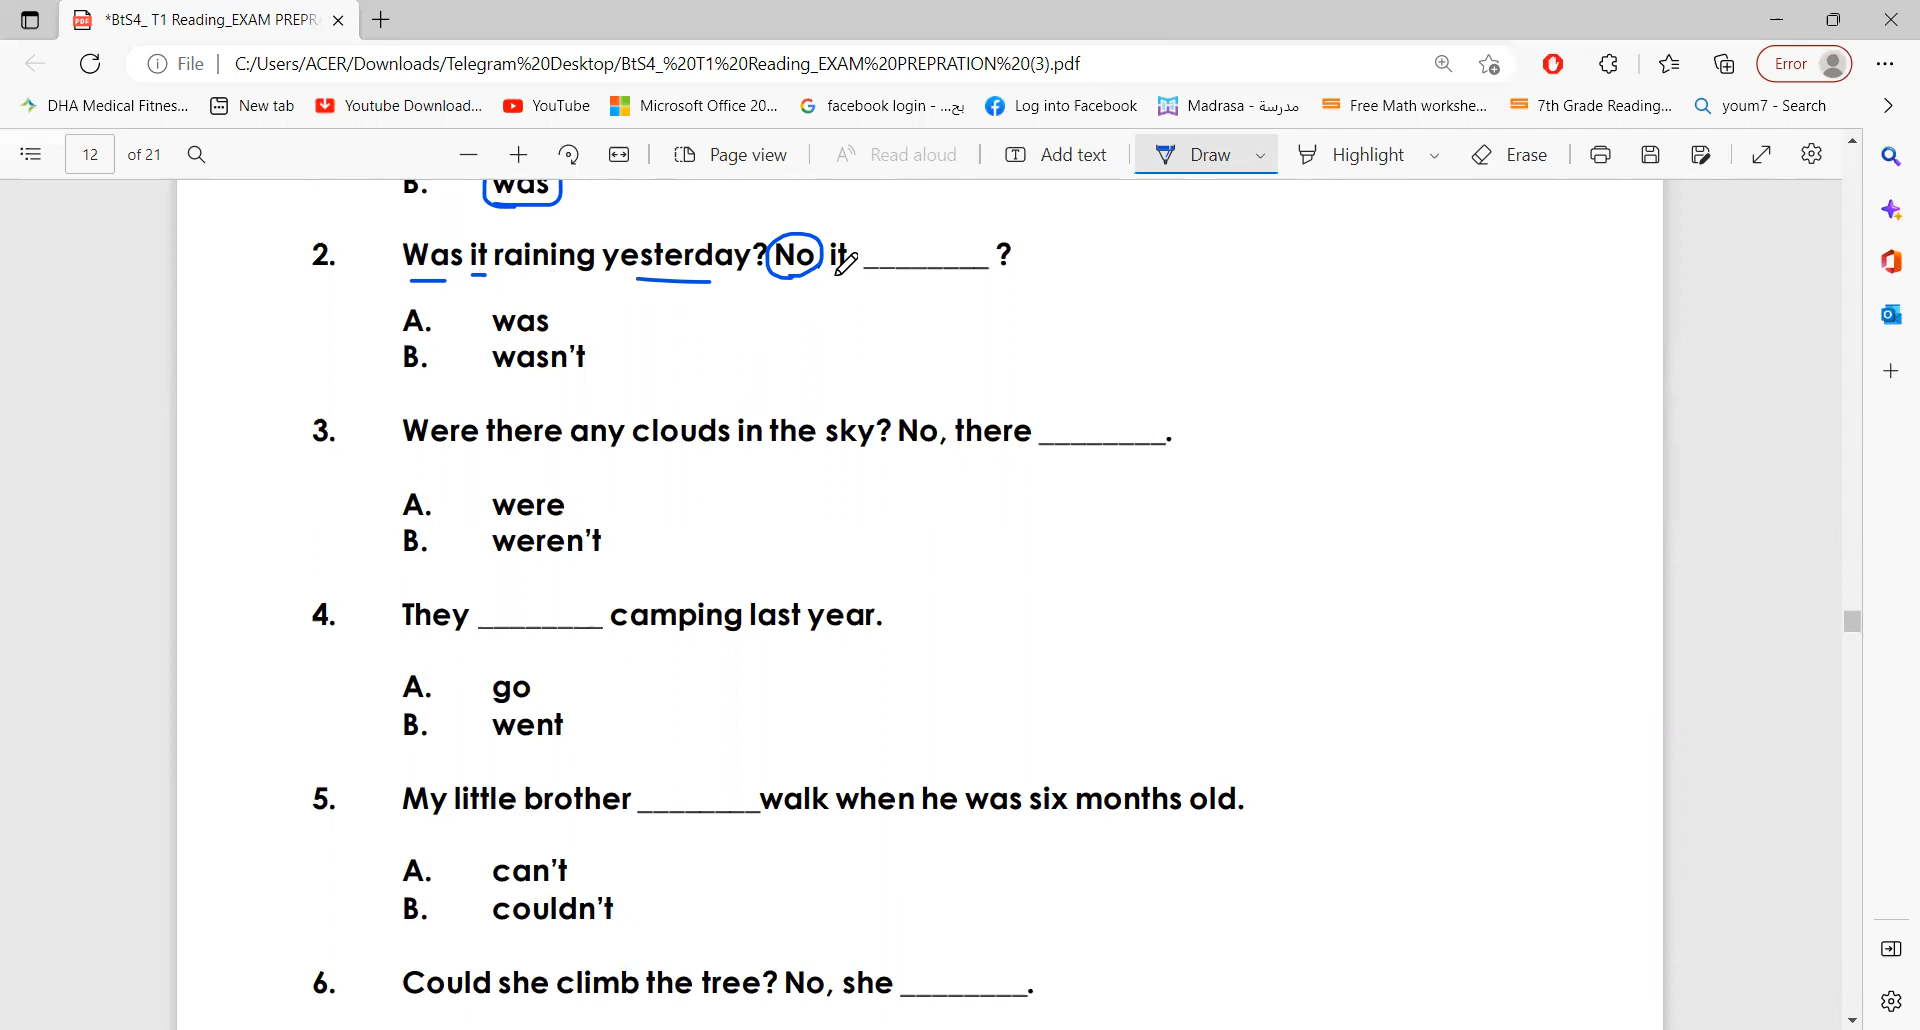 *BtS4_ T1 Reading_EXAM PREPR
File C:/Users/ACER/Downloads/Telegram%20Desktop/BtS4_%20T1%20Reading_EXAM%20PREPRATION%20(3).pdf Error
DHA Medical Fitnes... New tab Youtube Download... YouTube Microsoft Office 20... facebook login - ...بح Log into Facebook Madrasa - مدرسة Free Math workshe... 7th Grade Reading... youm7 - Search
12 of 21 Page view Read aloud Add text Draw Highlight Erase
B. was
2. Was it raining yesterday? No, it ________ ?
A. was
B. wasn't
3. Were there any clouds in the sky? No, there ________.
A. were
B. weren't
4. They ________ camping last year.
A. go
B. went
5. My little brother ________walk when he was six months old.
A. can't
B. couldn't
6. Could she climb the tree? No, she ________.